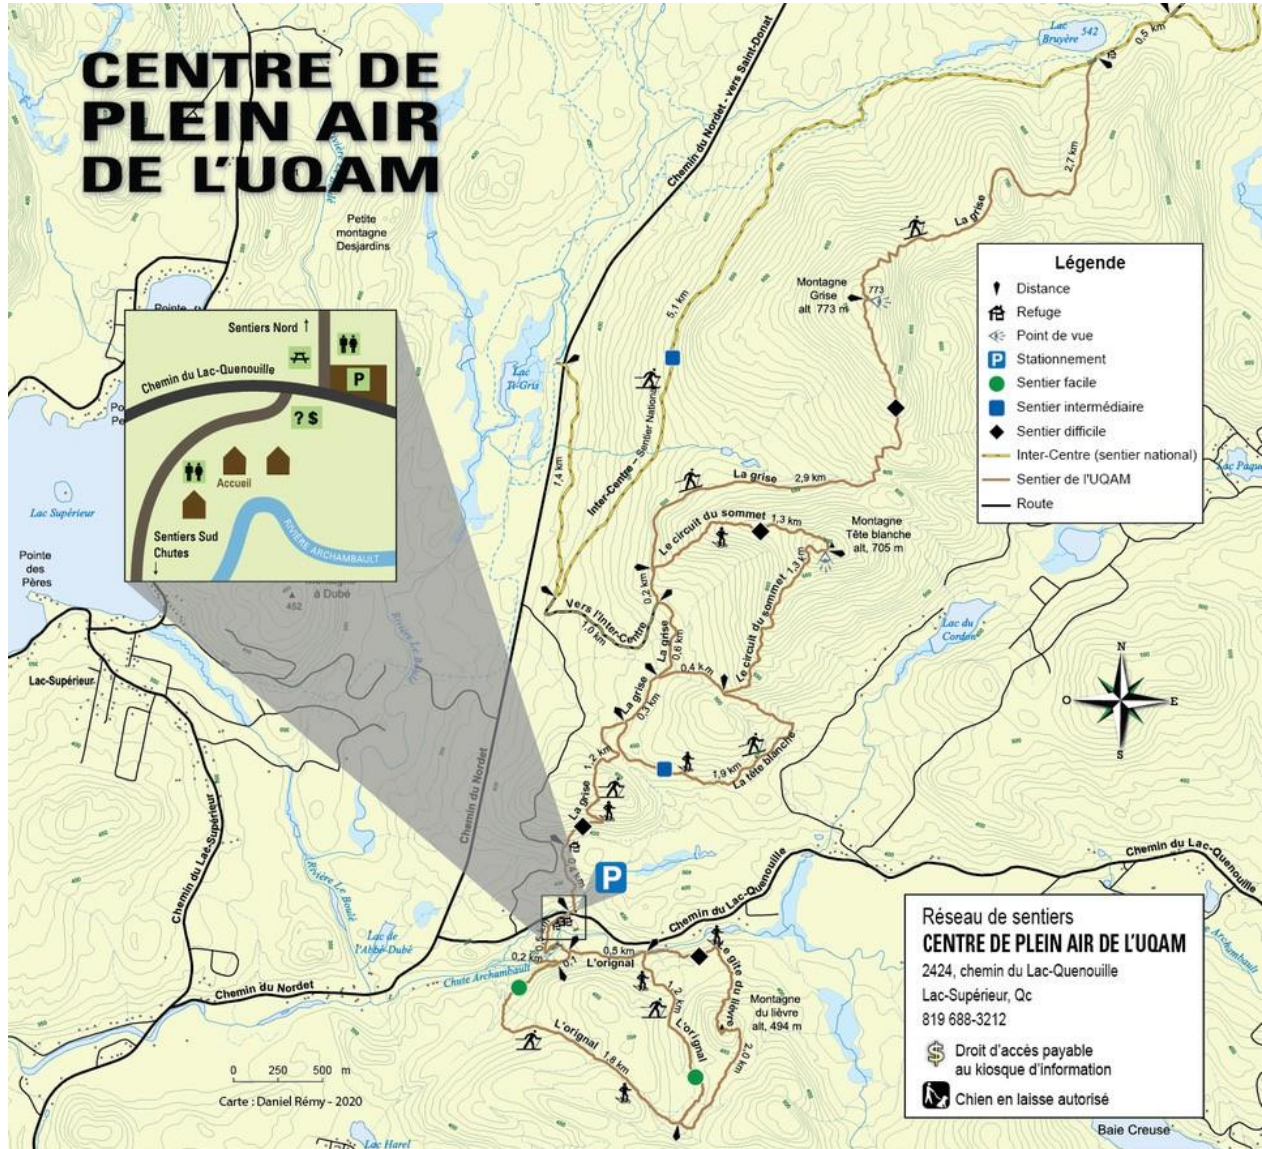 CENTRE DE
PLEIN AIR
DE L'UQAM
Lac
Bruyère
542
0,5 km
Chemin du Nordet - vers Saint-Donat
2,7 km
La grise
Petite
montagne
Desjardins
Pointe
Légende
Distance
Refuge
Point de vue
P Stationnement
Sentier facile
Sentier intermédiaire
Sentier difficile
Inter-Centre (sentier national)
Sentier de l'UQAM
Route
Montagne
Grise
alt 773 m
773
5,1 km
Inter-Centre – Sentier National
1,4 km
Lac
Ti-Gris
Sentiers Nord
Chemin du Lac-Quenouille
P
? $
Accueil
RIVIÈRE ARCHAMBAULT
Sentiers Sud
Chutes
Lac Supérieur
Pointe
des
Pères
à Dubé
452
Rivière Le Boulé
La grise
2,9 km
Le circuit du sommet 1,3 km
Montagne
Tête blanche
alt, 705 m
Le circuit du sommet 1,3 km
0,2 km
Vers l'Inter-Centre
1,0 km
La grise
0,6 km
0,4 km
La grise
0,3 km
1,9 km
La tête blanche
1,2 km
La grise
0,4 km
Lac du
Cordon
N
O
E
S
Lac-Supérieur
Chemin du Lac-Supérieur
Chemin du Nordet
Rivière Le Boulé
Lac de
l'Abbé-Dubé
Chemin du Nordet
Chute Archambault
P
Chemin du Lac-Quenouille
Chemin du Lac-Quenouille
0,2 km
0,1
0,5 km
L'orignal
Le gîte du lièvre
2,0 km
1,2 km
L'orignal
Montagne
du lièvre
alt, 494 m
L'orignal
1,8 km
0 250 500 m
Carte : Daniel Rémy - 2020
Lac Harel
Réseau de sentiers
CENTRE DE PLEIN AIR DE L'UQAM
2424, chemin du Lac-Quenouille
Lac-Supérieur, Qc
819 688-3212
$ Droit d'accès payable
au kiosque d'information
Chien en laisse autorisé
Archambault
Baie Creuse